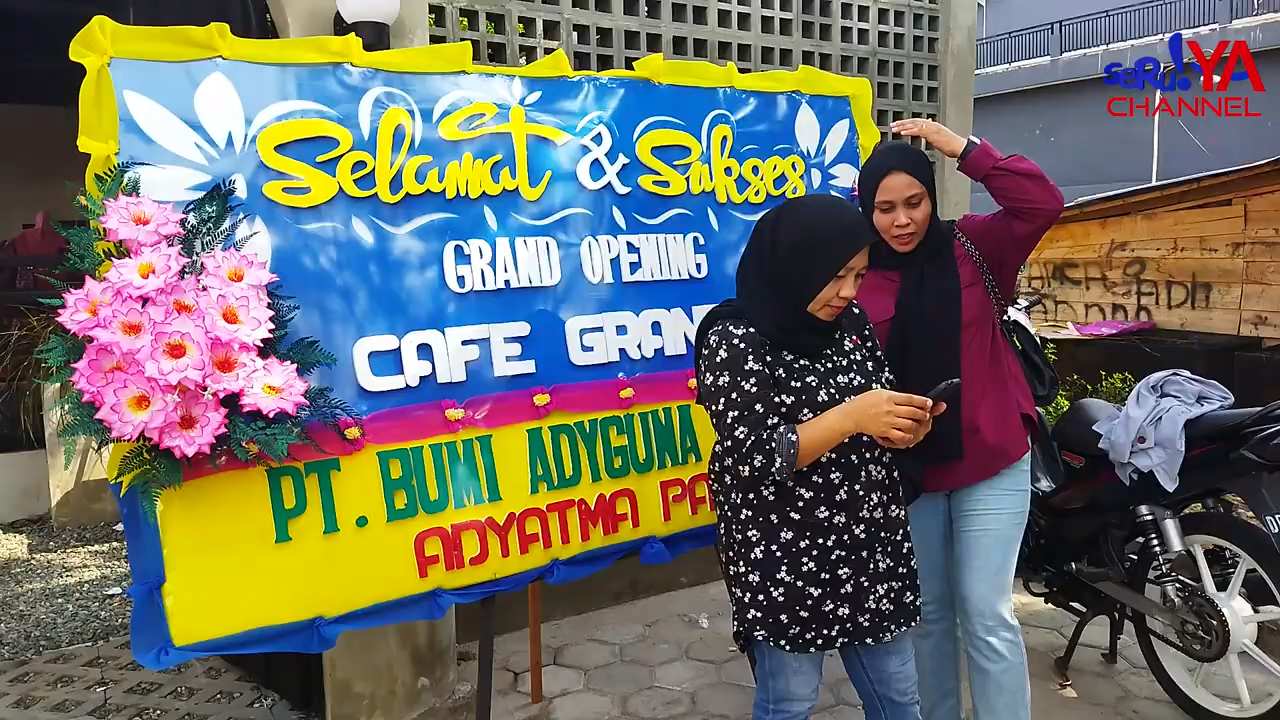 Selamat & Sukses
GRAND OPENING
CAFE GRAN
PT. BUMI ADYGUNA
ADYATMA PA
seru! YA
CHANNEL